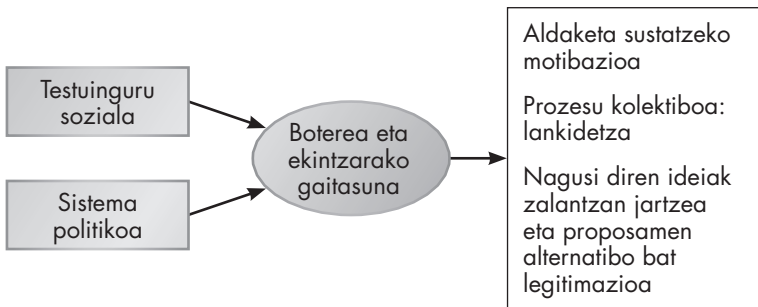 Testuinguru
soziala
Sistema
politikoa
Boterea eta
ekintzarako
gaitasuna
Aldaketa sustatzeko
motibazioa
Prozesu kolektiboa:
lankidetza
Nagusi diren ideiak
zalantzan jartzea
eta proposamen
alternatibo bat
legitimazioa